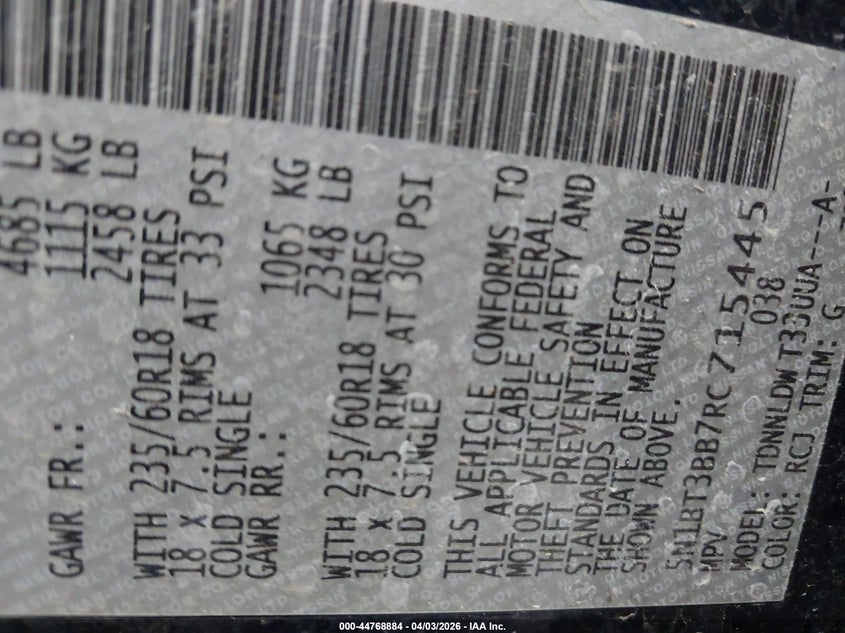 4685 LB
GAWR FR.: 1115 KG
2458 LB
WITH 235/60R18 TIRES
18 X 7.5 RIMS AT 33 PSI
COLD SINGLE
GAWR RR.: 1065 KG
2348 LB
WITH 235/60R18 TIRES
18 X 7.5 RIMS AT 30 PSI
COLD SINGLE
THIS VEHICLE CONFORMS TO
ALL APPLICABLE FEDERAL
MOTOR VEHICLE SAFETY AND
THEFT PREVENTION
STANDARDS IN EFFECT ON
THE DATE OF MANUFACTURE
SHOWN ABOVE.
5N1BT3BB7RC715445
MPV 038
MODEL: TDNNLDWT33UUA---A-
COLOR: RCJ TRIM: G
000-44768884 - 04/03/2026 - IAA Inc.